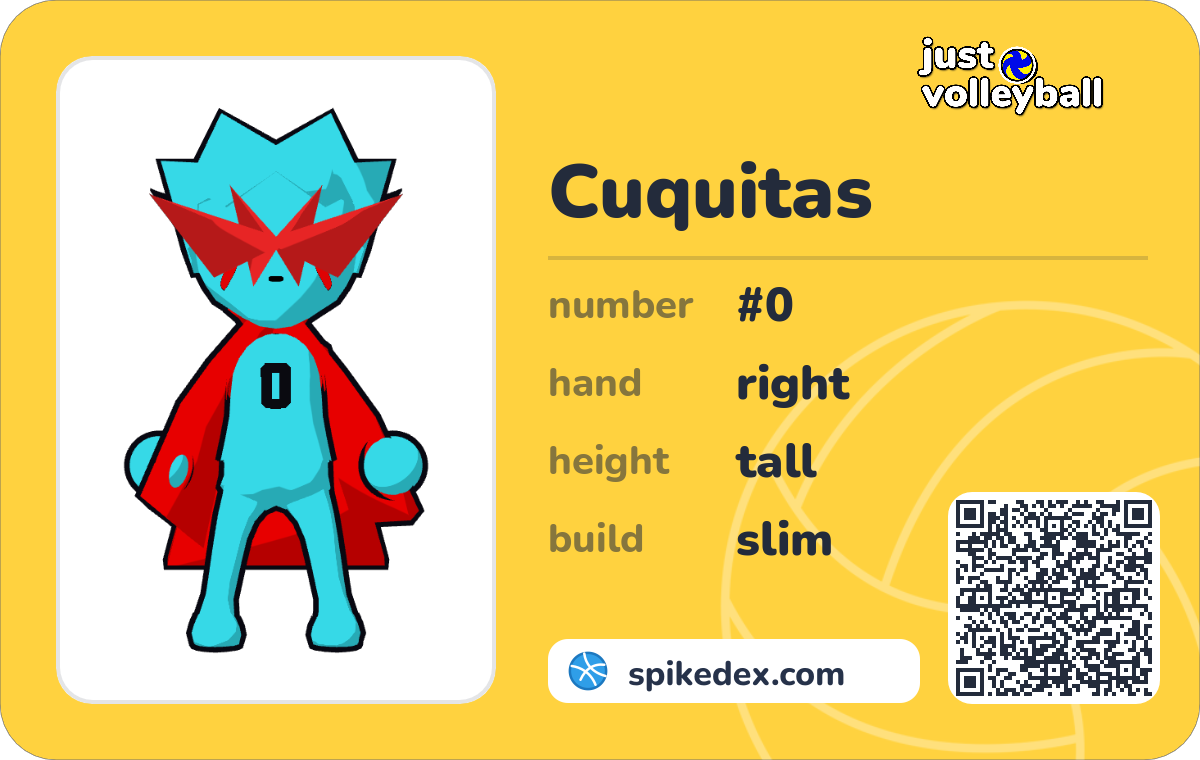 just
volleyball
Cuquitas
number #0
hand right
height tall
build slim
0
spikedex.com